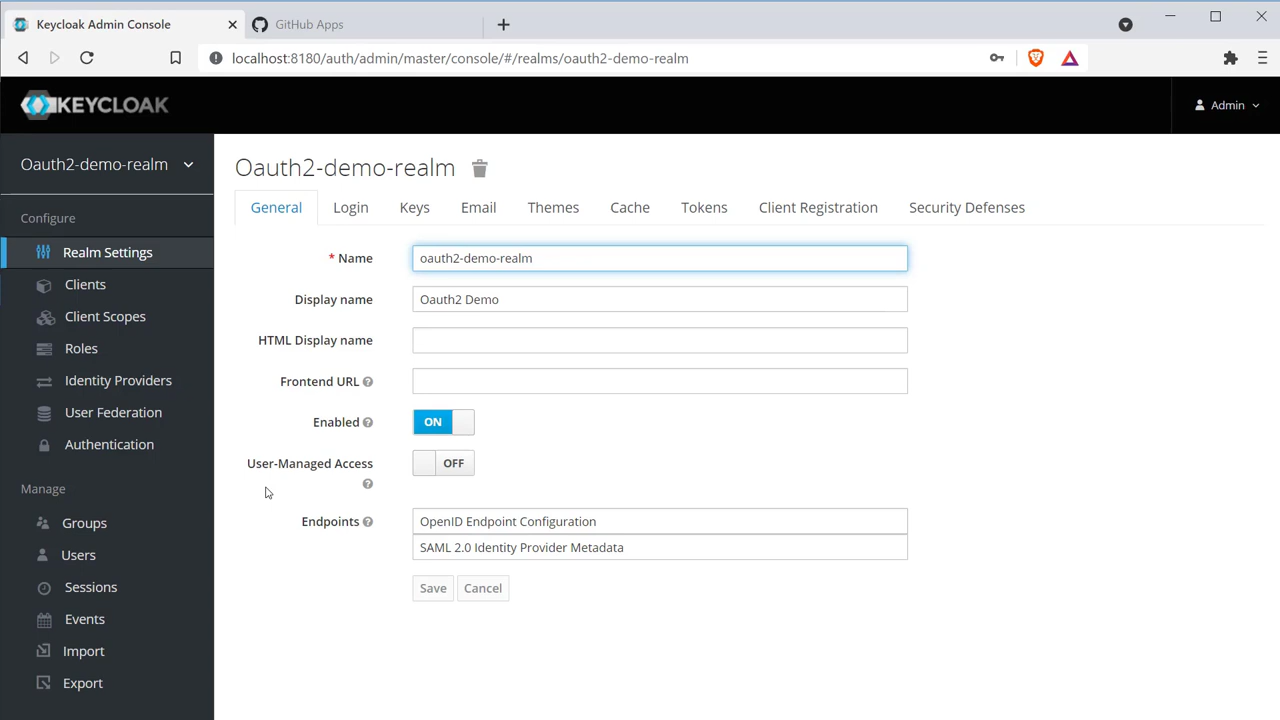 Keycloak Admin Console
GitHub Apps
localhost:8180/auth/admin/master/console/#/realms/oauth2-demo-realm
KEYCLOAK
Admin
Oauth2-demo-realm
Configure
Realm Settings
Clients
Client Scopes
Roles
Identity Providers
User Federation
Authentication
Manage
Groups
Users
Sessions
Events
Import
Export
Oauth2-demo-realm
General Login Keys Email Themes Cache Tokens Client Registration Security Defenses
* Name oauth2-demo-realm
Display name Oauth2 Demo
HTML Display name
Frontend URL
Enabled ON
User-Managed Access OFF
Endpoints OpenID Endpoint Configuration
SAML 2.0 Identity Provider Metadata
Save Cancel